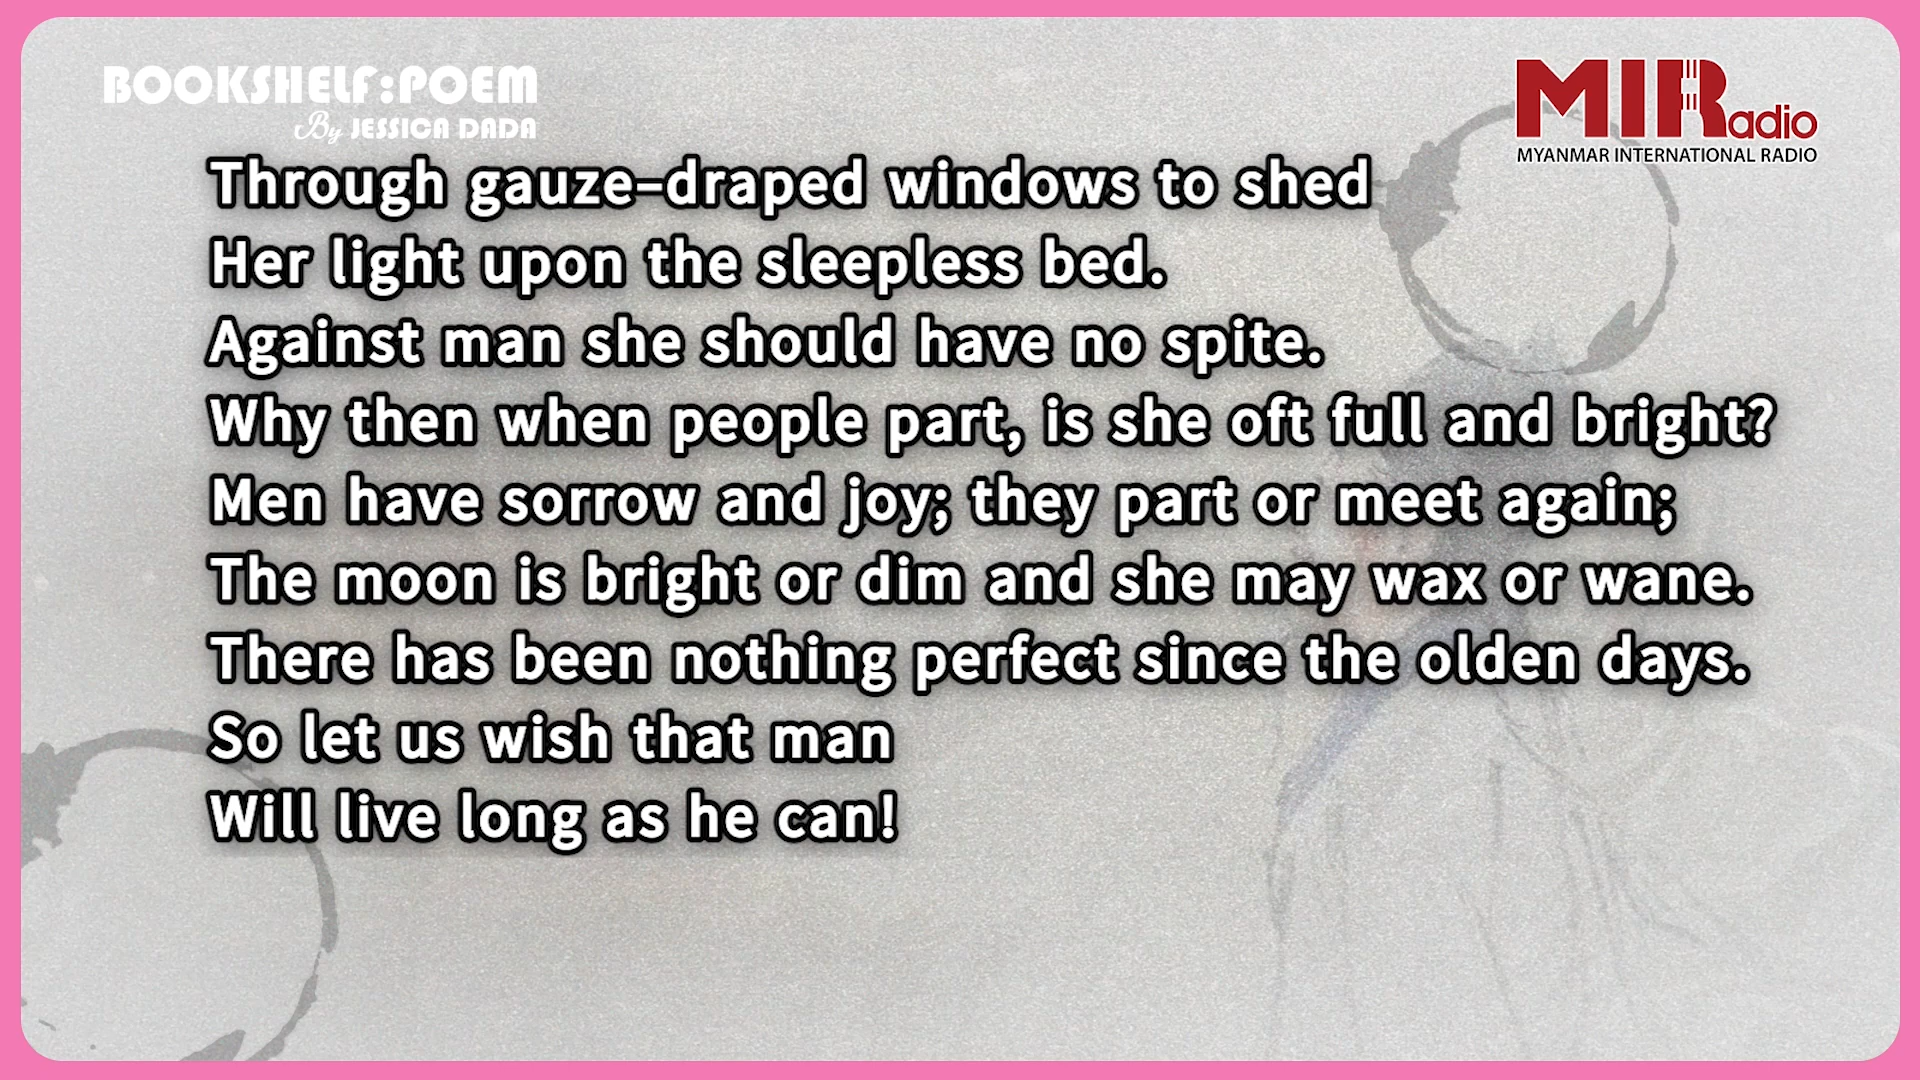 BOOKSHELF:POEM
By JESSICA DADA
MIRadio
MYANMAR INTERNATIONAL RADIO
Through gauze-draped windows to shed
Her light upon the sleepless bed.
Against man she should have no spite.
Why then when people part, is she oft full and bright?
Men have sorrow and joy; they part or meet again;
The moon is bright or dim and she may wax or wane.
There has been nothing perfect since the olden days.
So let us wish that man
Will live long as he can!